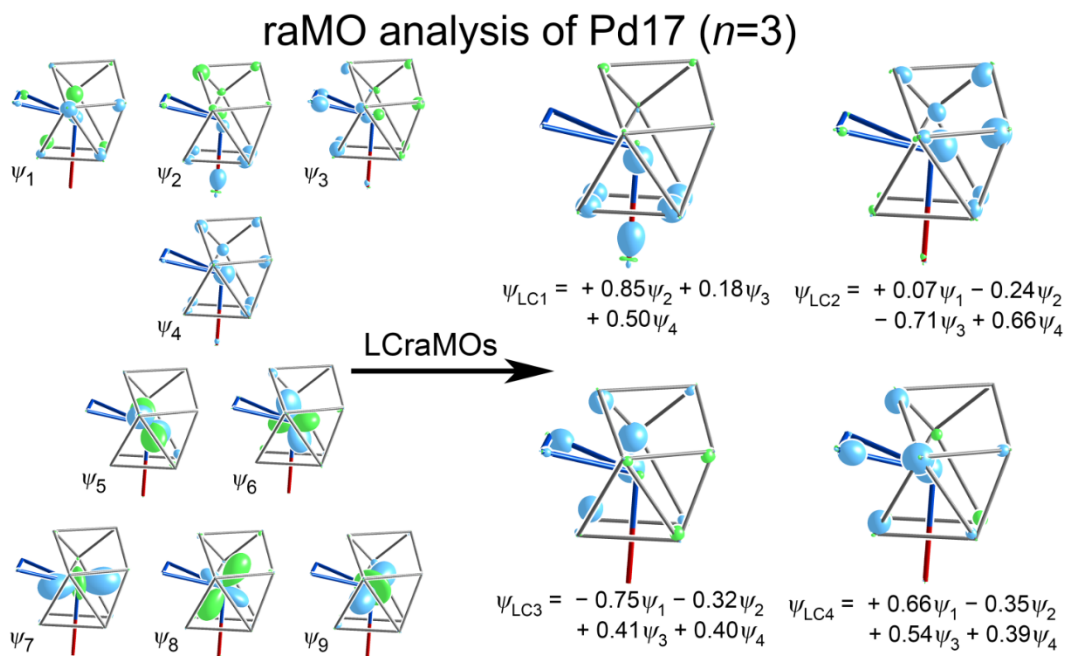 raMO analysis of Pd17 (n=3)
ψ1
ψ2
ψ3
ψ4
ψ5
ψ6
ψ7
ψ8
ψ9
LCraMOs
ψLC1 = + 0.85ψ2 + 0.18ψ3
+ 0.50ψ4
ψLC2 = + 0.07ψ1 − 0.24ψ2
− 0.71ψ3 + 0.66ψ4
ψLC3 = − 0.75ψ1 − 0.32ψ2
+ 0.41ψ3 + 0.40ψ4
ψLC4 = + 0.66ψ1 − 0.35ψ2
+ 0.54ψ3 + 0.39ψ4